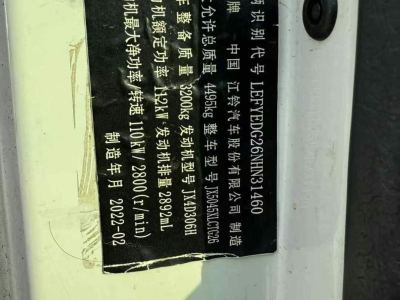 辆识别代号 LEFYEDG26NHN31460
牌 中国 江铃汽车股份有限公司 制造
允许总质量 4495kg 整车型号 JX5045XLCTG26
整备质量 3200kg 发动机型号 JX4D306H
机额定功率 112kW 发动机排量 2892mL
机最大净功率/转速 110kW/2800(r/min)
制造年月 2022-02